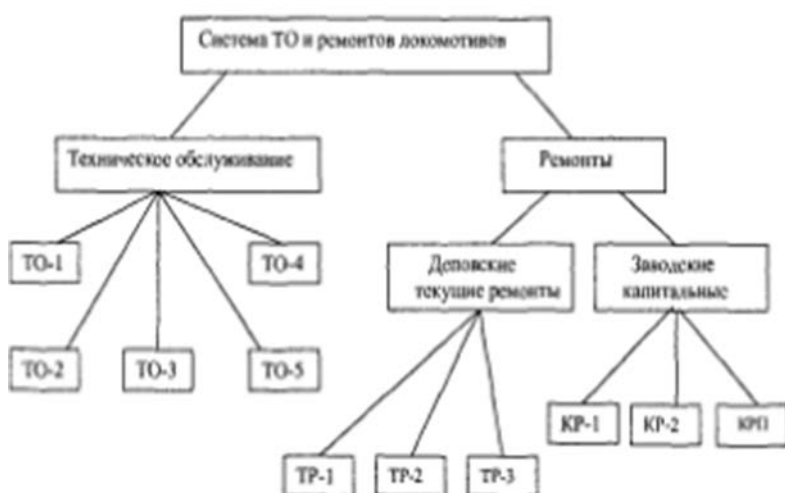 Система ТО и ремонтов локомотивов
Техническое обслуживание
Ремонты
ТО-1
ТО-4
Деповские
текущие ремонты
Заводские
капитальные
ТО-2
ТО-3
ТО-5
КР-1
КР-2
КРП
ТР-1
ТР-2
ТР-3